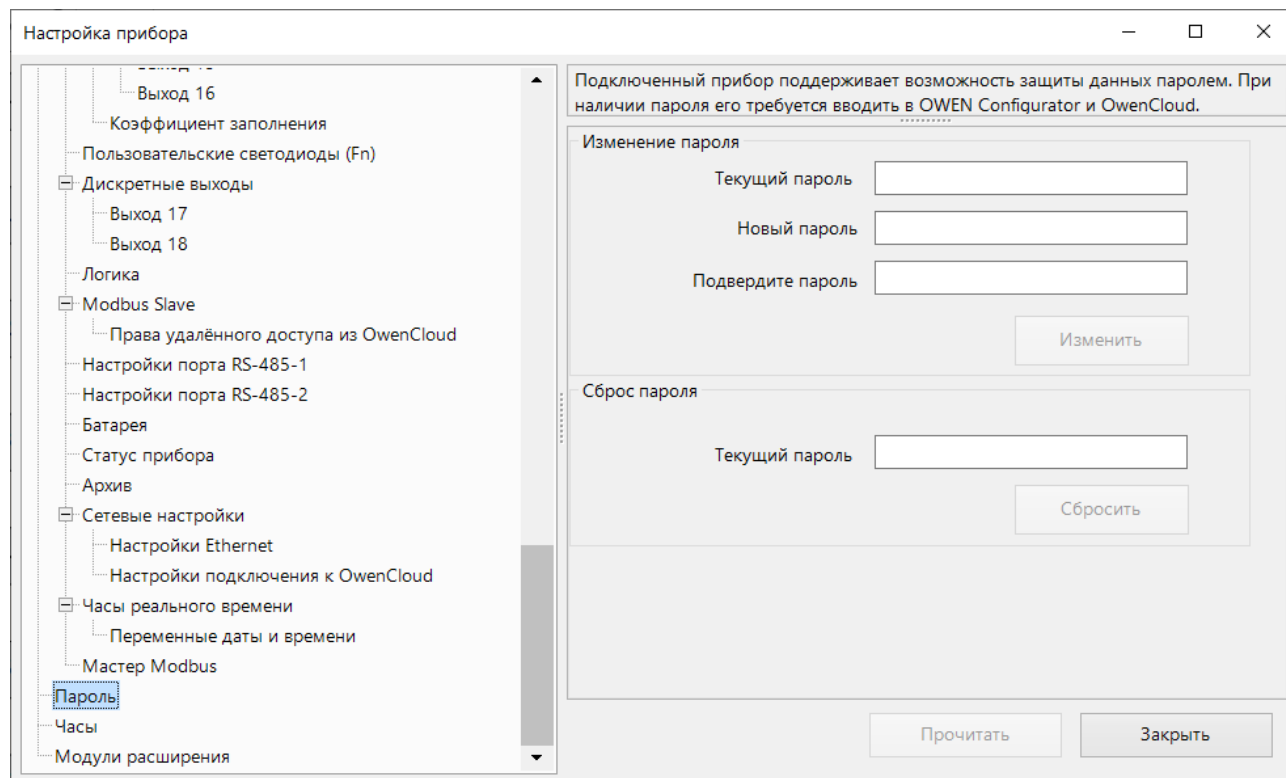 Настройка прибора
Выход 16
Коэффициент заполнения
Пользовательские светодиоды (Fn)
Дискретные выходы
Выход 17
Выход 18
Логика
Modbus Slave
Права удалённого доступа из OwenCloud
Настройки порта RS-485-1
Настройки порта RS-485-2
Батарея
Статус прибора
Архив
Сетевые настройки
Настройки Ethernet
Настройки подключения к OwenCloud
Часы реального времени
Переменные даты и времени
Мастер Modbus
Пароль
Часы
Модули расширения
Подключенный прибор поддерживает возможность защиты данных паролем. При
наличии пароля его требуется вводить в OWEN Configurator и OwenCloud.
Изменение пароля
Текущий пароль
Новый пароль
Подвердите пароль
Изменить
Сброс пароля
Текущий пароль
Сбросить
Прочитать
Закрыть